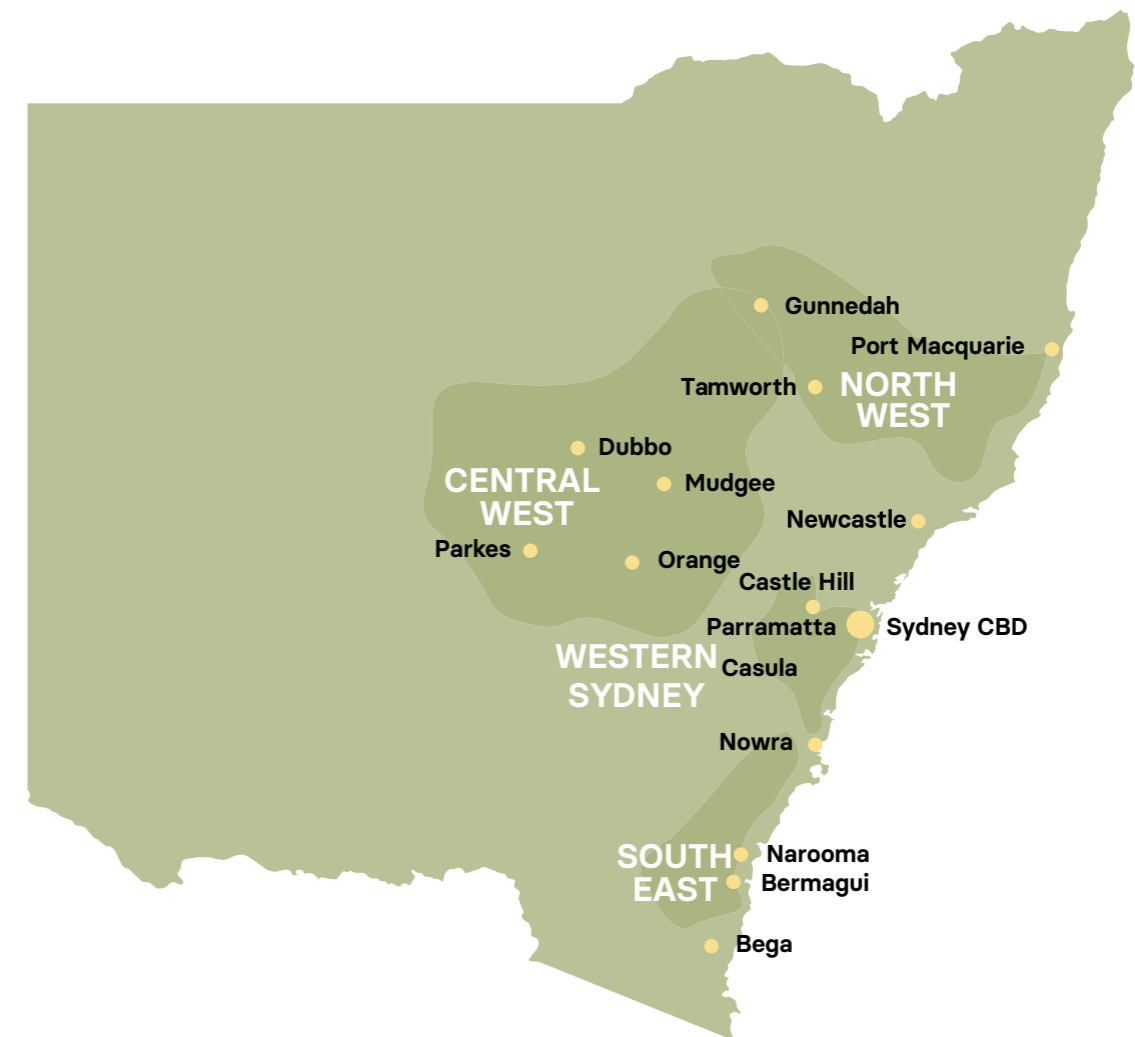 Gunnedah
Port Macquarie
Tamworth
NORTH
WEST
Dubbo
CENTRAL
WEST
Mudgee
Newcastle
Parkes
Orange
Castle Hill
Parramatta
Sydney CBD
WESTERN
SYDNEY
Casula
Nowra
SOUTH
EAST
Narooma
Bermagui
Bega